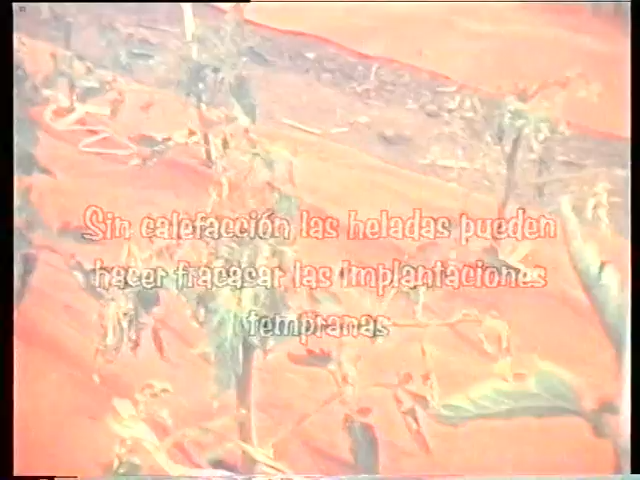 Sin calefacción las heladas pueden
hacer fracasar las implantaciones
tempranas